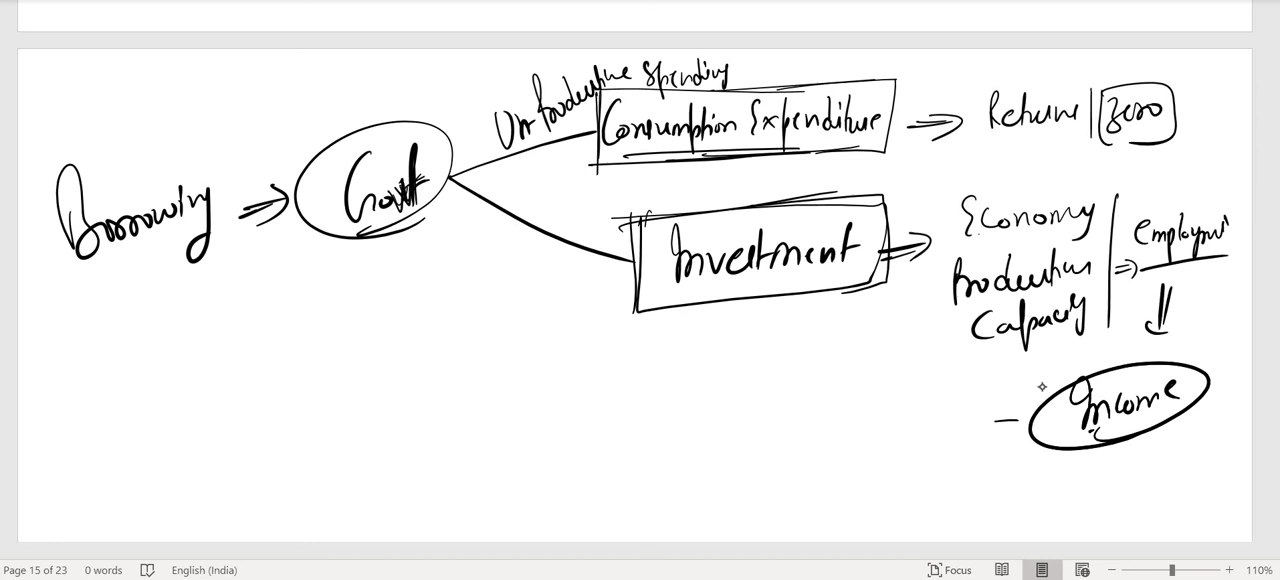 UnProductive Spending
Consumption Expenditure ⇒ Returns | Zero
Borrowing ⇒ Govt
Investment ⇒ Economy Production Capacity | ⇒ Employment
⇓
- Income
Page 15 of 23 0 words English (India) Focus 110%